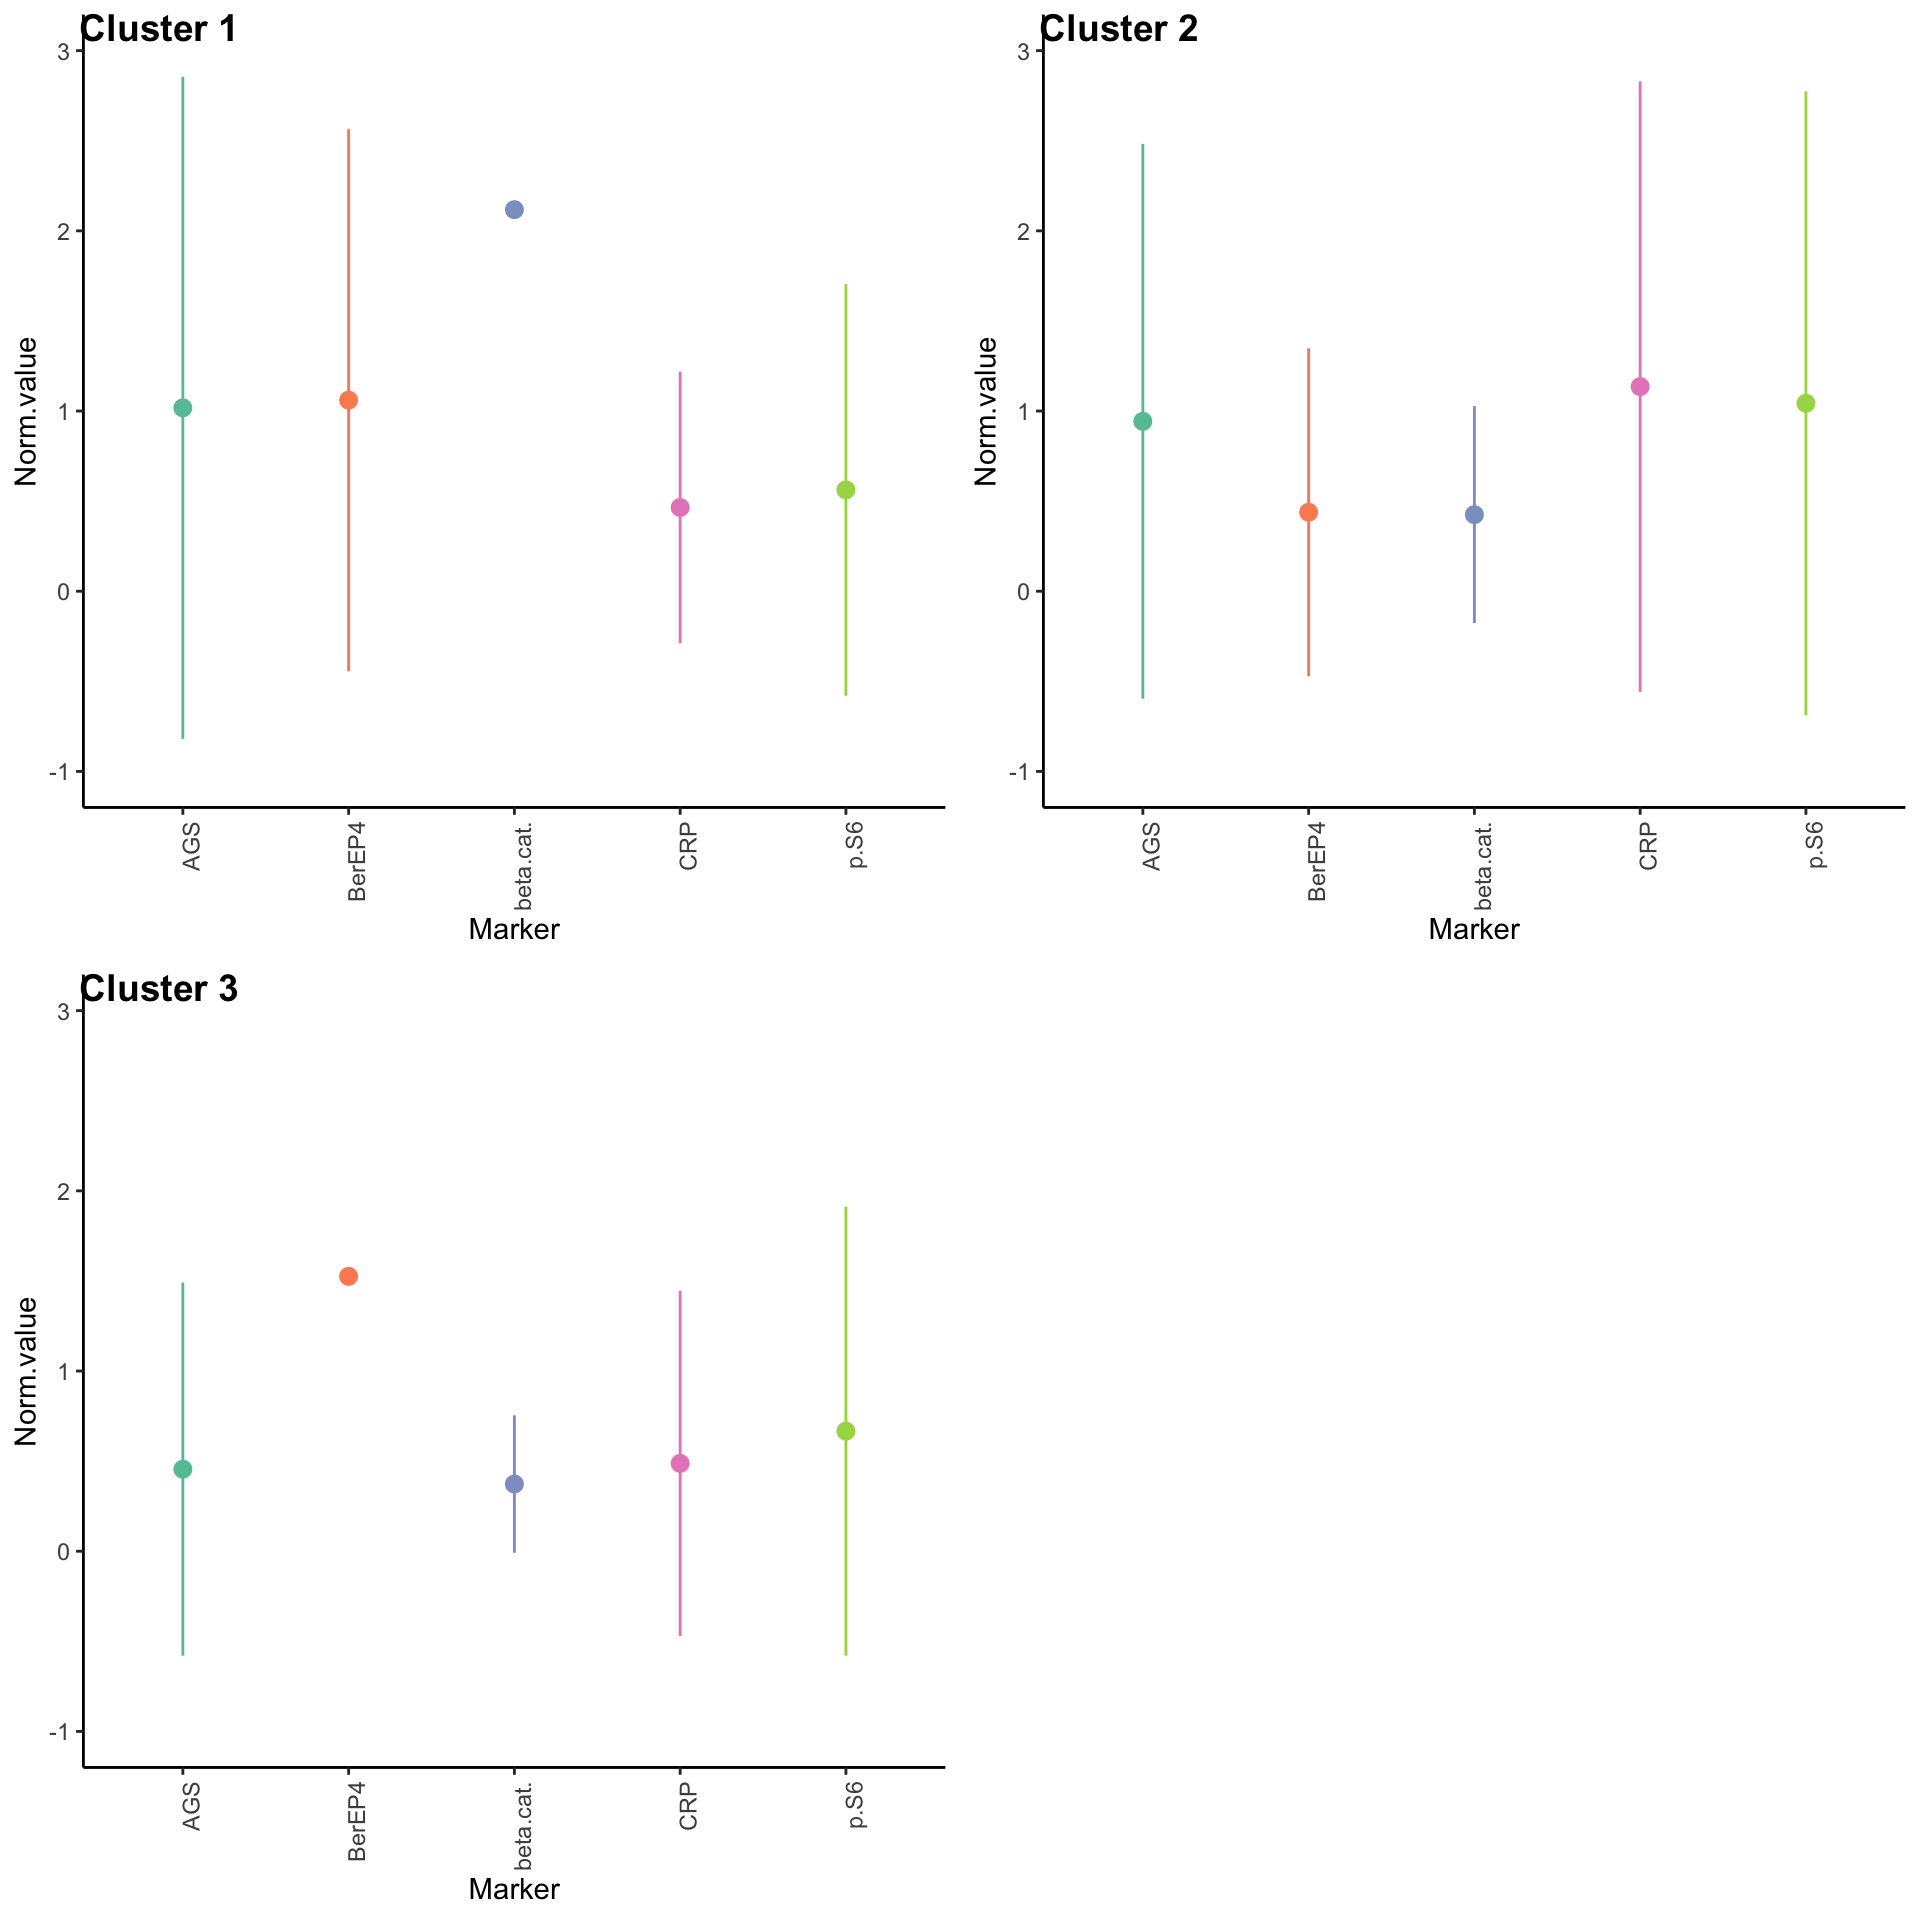 Cluster 1
Norm.value
3
2
1
0
-1
AGS
BerEP4
beta.cat.
CRP
p.S6
Marker
Cluster 2
Norm.value
3
2
1
0
-1
AGS
BerEP4
beta.cat.
CRP
p.S6
Marker
Cluster 3
Norm.value
3
2
1
0
-1
AGS
BerEP4
beta.cat.
CRP
p.S6
Marker